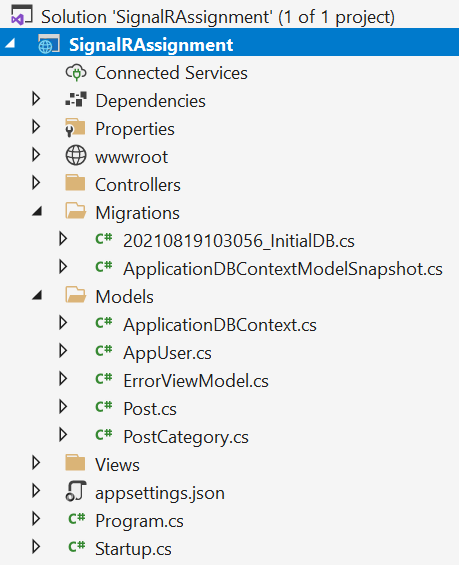 Solution 'SignalRAssignment' (1 of 1 project)
SignalRAssignment
Connected Services
Dependencies
Properties
wwwroot
Controllers
Migrations
C# 20210819103056_InitialDB.cs
C# ApplicationDBContextModelSnapshot.cs
Models
C# ApplicationDBContext.cs
C# AppUser.cs
C# ErrorViewModel.cs
C# Post.cs
C# PostCategory.cs
Views
appsettings.json
C# Program.cs
C# Startup.cs